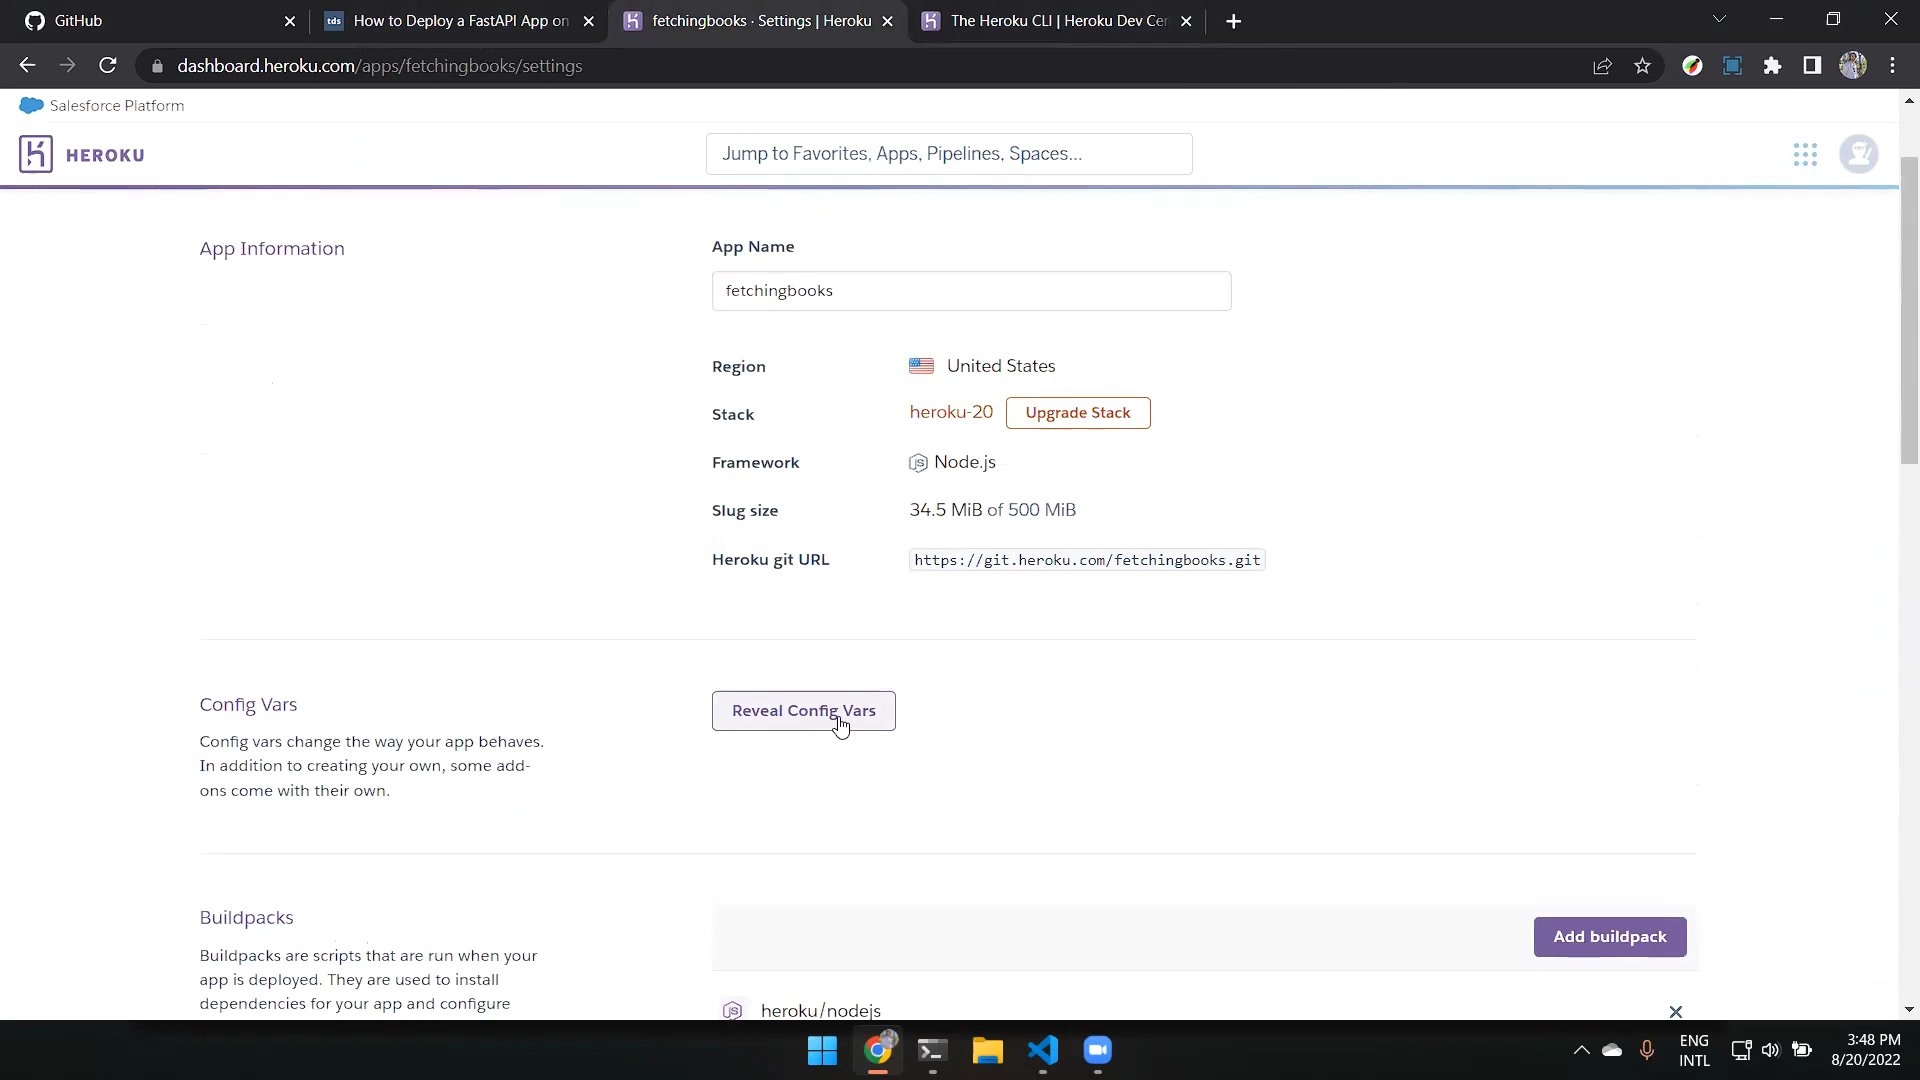 GitHub
tds How to Deploy a FastAPI App on
fetchingbooks · Settings | Heroku
The Heroku CLI | Heroku Dev Cen
dashboard.heroku.com/apps/fetchingbooks/settings
Salesforce Platform
HEROKU
Jump to Favorites, Apps, Pipelines, Spaces...
App Information
App Name
fetchingbooks
Region
United States
Stack
heroku-20
Upgrade Stack
Framework
Node.js
Slug size
34.5 MiB of 500 MiB
Heroku git URL
https://git.heroku.com/fetchingbooks.git
Config Vars
Reveal Config Vars
Config vars change the way your app behaves.
In addition to creating your own, some add-
ons come with their own.
Buildpacks
Add buildpack
Buildpacks are scripts that are run when your
app is deployed. They are used to install
dependencies for your app and configure
heroku/nodejs
ENG
INTL
3:48 PM
8/20/2022